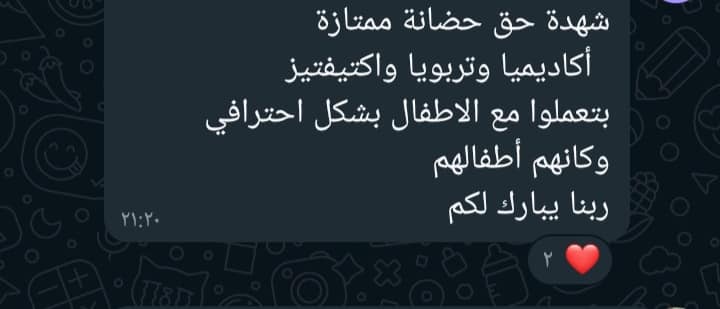 شهدة حق حضانة ممتازة
أكاديميا وتربويا واكتيفتيز
بتعملوا مع الاطفال بشكل احترافي
وكانهم أطفالهم
ربنا يبارك لكم
٢١:٢٠
❤️ ٢